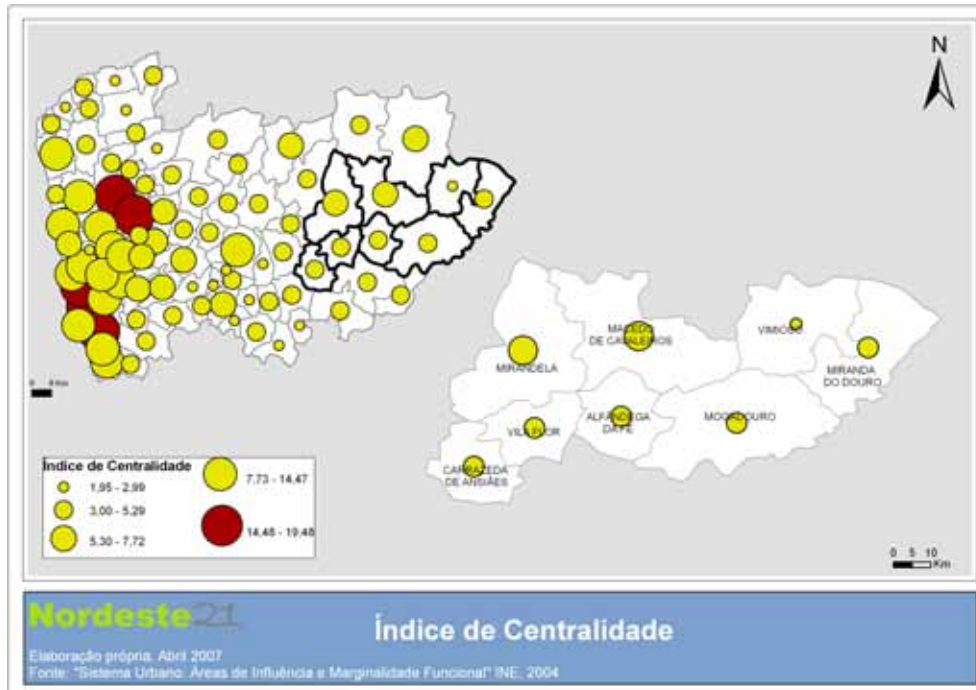 N
MACEDO
DE CAVALEIROS
VIMIOSO
MIRANDELA
MIRANDA
DO DOURO
ALFÂNDEGA
DA FÉ
MOGADOURO
VILA FLOR
CARRAZEDA
DE ANSIÃES
Índice de Centralidade
1,95 - 2,99
3,00 - 5,29
5,30 - 7,72
7,73 - 14,47
14,48 - 19,48
0 5 10
Km
Nordeste21
Índice de Centralidade
Elaboração própria. Abril 2007
Fonte: "Sistema Urbano: Áreas de Influência e Marginalidade Funcional" INE, 2004